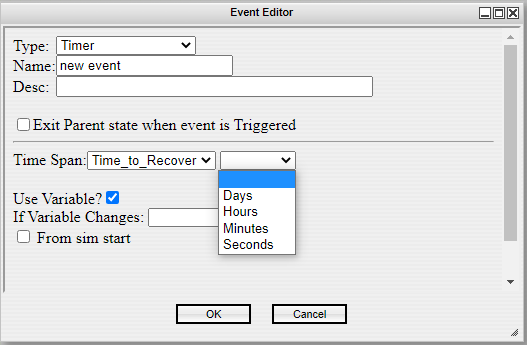 Event Editor
Type: Timer
Name: new event
Desc:
Exit Parent state when event is Triggered
Time Span: Time_to_Recover
Days
Use Variable?
Hours
If Variable Changes:
Minutes
From sim start
Seconds
OK Cancel